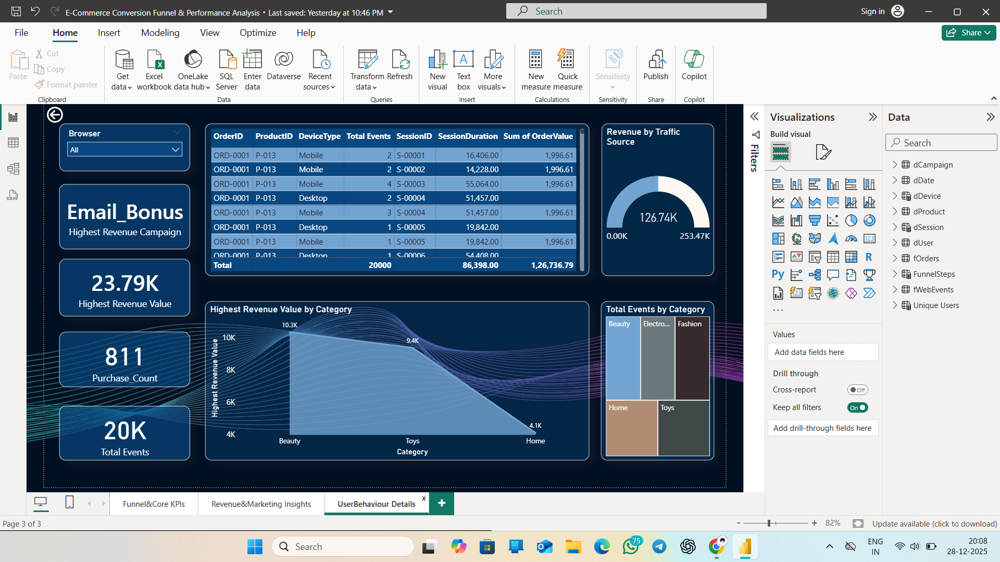 E-Commerce Conversion Funnel & Performance Analysis • Last saved: Yesterday at 10:46 PM
Search
Sign in
File
Home
Insert
Modeling
View
Optimize
Help
Share
Paste
Cut
Copy
Format painter
Clipboard
Get data
Excel workbook
OneLake data hub
SQL Server
Enter data
Dataverse
Recent sources
Data
Transform data
Refresh
Queries
New visual
Text box
More visuals
Insert
New measure
Quick measure
Calculations
Sensitivity
Sensitivity
Publish
Share
Copilot
Copilot
Browser
All
Email_Bonus
Highest Revenue Campaign
23.79K
Highest Revenue Value
811
Purchase_Count
20K
Total Events
OrderID ProductID DeviceType Total Events SessionID SessionDuration Sum of OrderValue
ORD-0001 P-013 Mobile 2 S-00001 16,406.00 1,996.61
ORD-0001 P-013 Mobile 2 S-00002 14,228.00 1,996.61
ORD-0001 P-013 Mobile 4 S-00003 55,064.00 1,996.61
ORD-0001 P-013 Desktop 2 S-00004 51,457.00
ORD-0001 P-013 Mobile 3 S-00004 51,457.00 1,996.61
ORD-0001 P-013 Desktop 1 S-00005 19,842.00
ORD-0001 P-013 Mobile 1 S-00005 19,842.00 1,996.61
ORD-0001 P-013 Desktop 1 S-00006 54,408.00
Total 20000 86,398.00 1,26,736.79
Revenue by Traffic
Source
126.74K
0.00K 253.47K
Highest Revenue Value by Category
Highest Revenue Value
10K
8K
6K
4K
10.3K
9.4K
4.1K
Beauty Toys Home
Category
Total Events by Category
Beauty Electro... Fashion
Home Toys
Filters
Visualizations
Build visual
123
R
Py
123
...
Values
Add data fields here
Drill through
Cross-report Off
Keep all filters On
Add drill-through fields here
Data
Search
dCampaign
dDate
dDevice
dProduct
dSession
dUser
fOrders
FunnelSteps
fWebEvents
Unique Users
DAX
Funnel&Core KPIs
Revenue&Marketing Insights
UserBehaviour Details x
+
Page 3 of 3
- + 82%
Update available (click to download)
Search
75
ENG
IN
20:08
28-12-2025